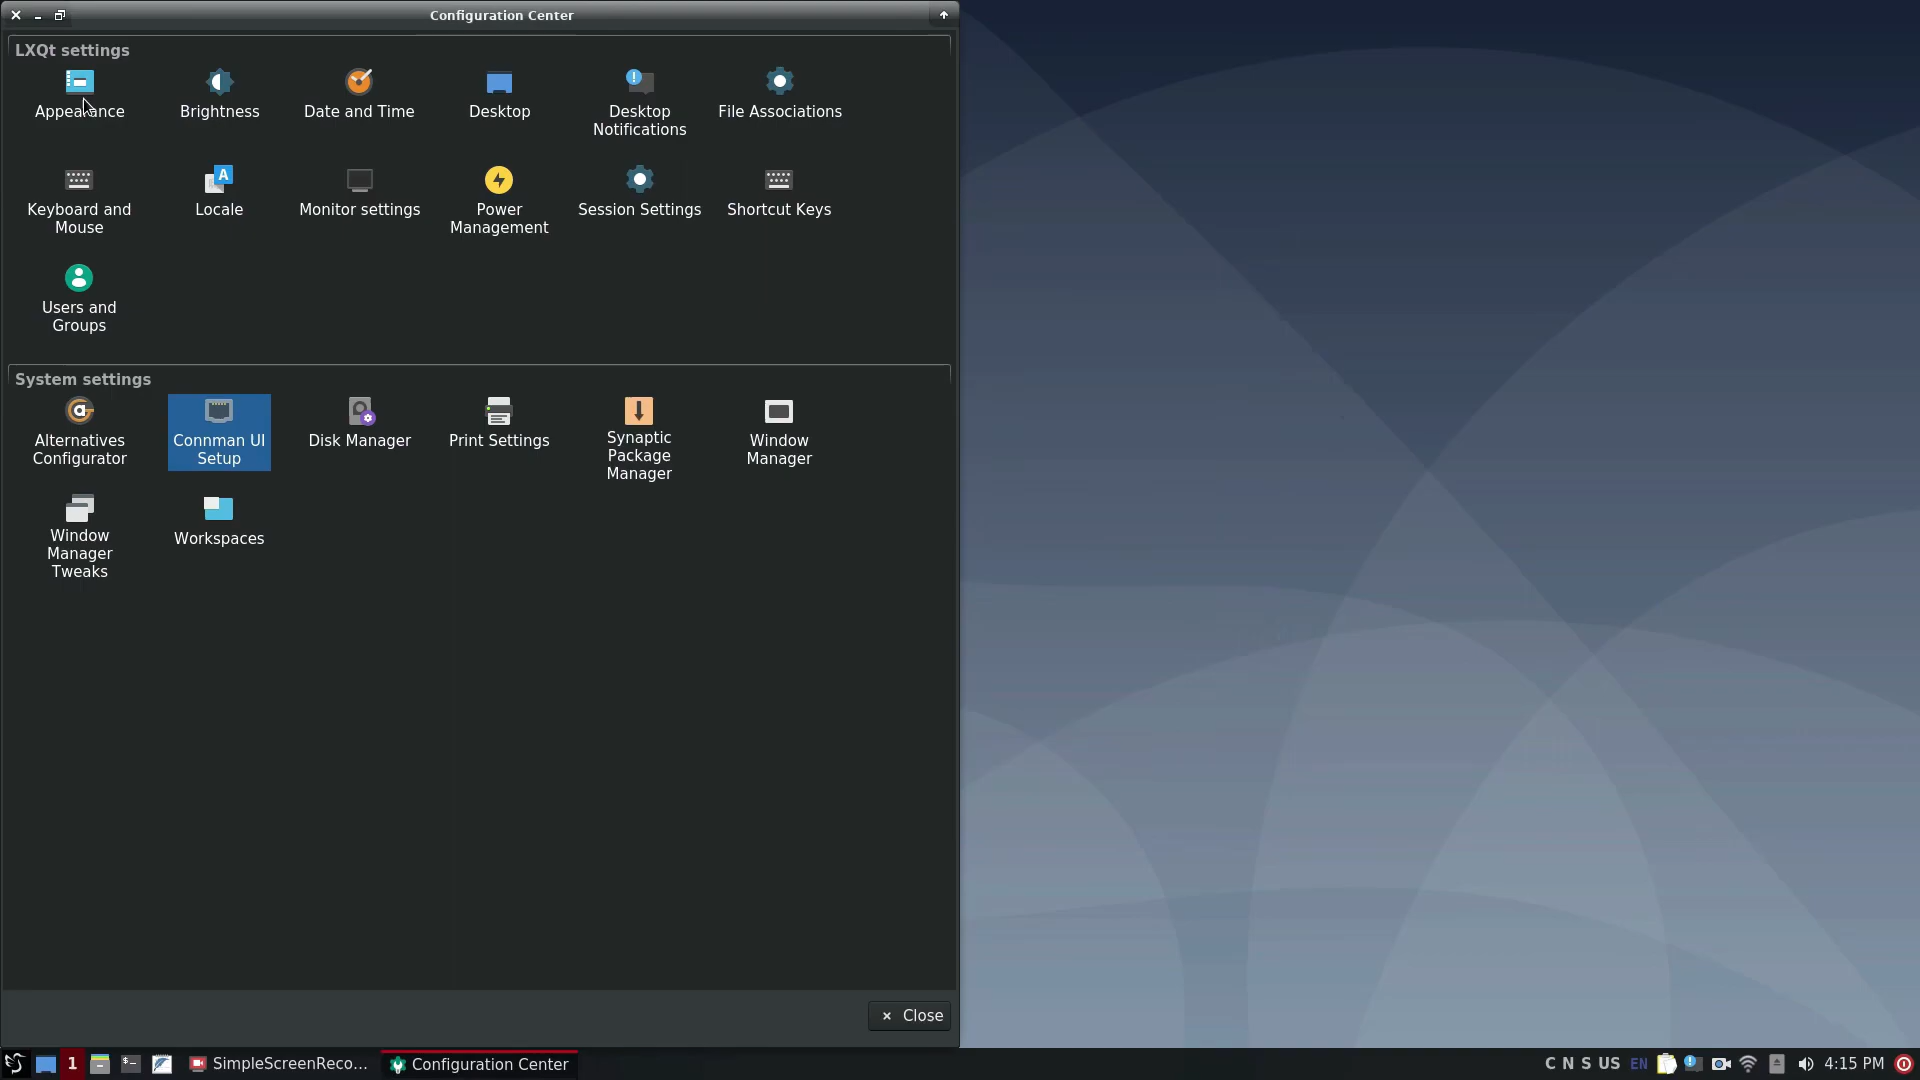 Configuration Center
LXQt settings
Appearance
Brightness
Date and Time
Desktop
Desktop
Notifications
File Associations
Keyboard and
Mouse
Locale
Monitor settings
Power
Management
Session Settings
Shortcut Keys
Users and
Groups
System settings
Alternatives
Configurator
Connman UI
Setup
Disk Manager
Print Settings
Synaptic
Package
Manager
Window
Manager
Window
Manager
Tweaks
Workspaces
Close
1
SimpleScreenReco...
Configuration Center
C N S US
EN
4:15 PM